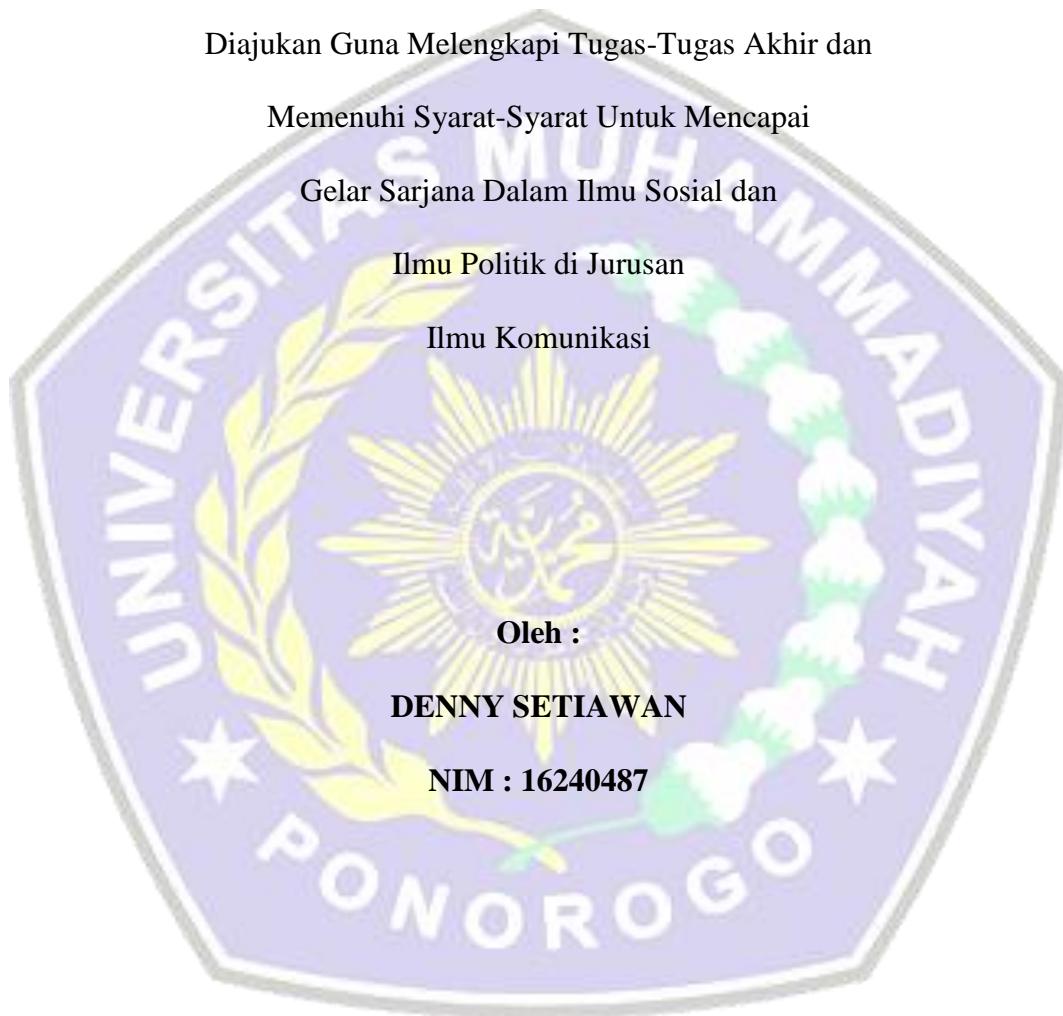 Diajukan Guna Melengkapi Tugas-Tugas Akhir dan
Memenuhi Syarat-Syarat Untuk Mencapai
Gelar Sarjana Dalam Ilmu Sosial dan
Ilmu Politik di Jurusan
Ilmu Komunikasi
Oleh :
DENNY SETIAWAN
NIM : 16240487
UNIVERSITAS MUHAMMADIYAH
PONOROGO